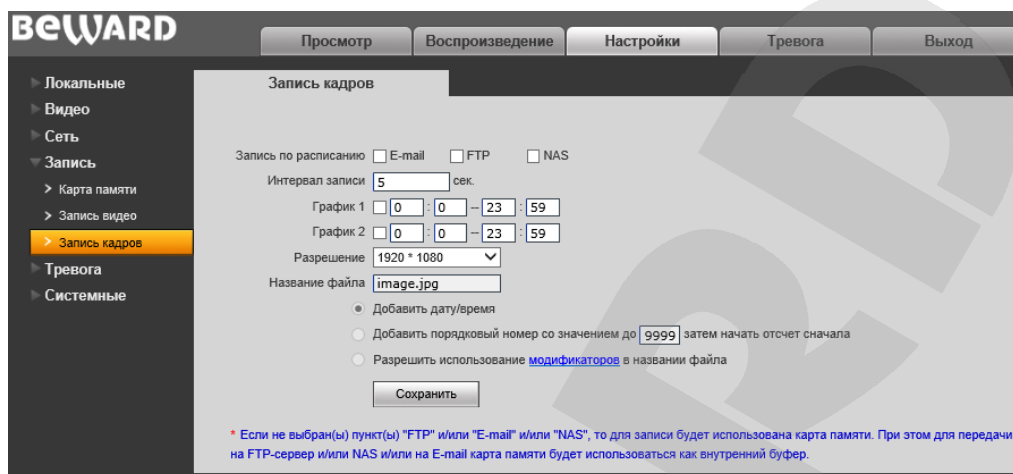 BEWARD
Просмотр Воспроизведение Настройки Тревога Выход
Локальные
Видео
Сеть
Запись
Карта памяти
Запись видео
Запись кадров
Тревога
Системные
Запись кадров
Запись по расписанию E-mail FTP NAS
Интервал записи 5 сек.
График 1 0 : 0 – 23 : 59
График 2 0 : 0 – 23 : 59
Разрешение 1920 * 1080
Название файла image.jpg
Добавить дату/время
Добавить порядковый номер со значением до 9999 затем начать отсчет сначала
Разрешить использование модификаторов в названии файла
Сохранить
* Если не выбран(ы) пункт(ы) "FTP" и/или "E-mail" и/или "NAS", то для записи будет использована карта памяти. При этом для передачи
на FTP-сервер и/или NAS и/или на E-mail карта памяти будет использоваться как внутренний буфер.